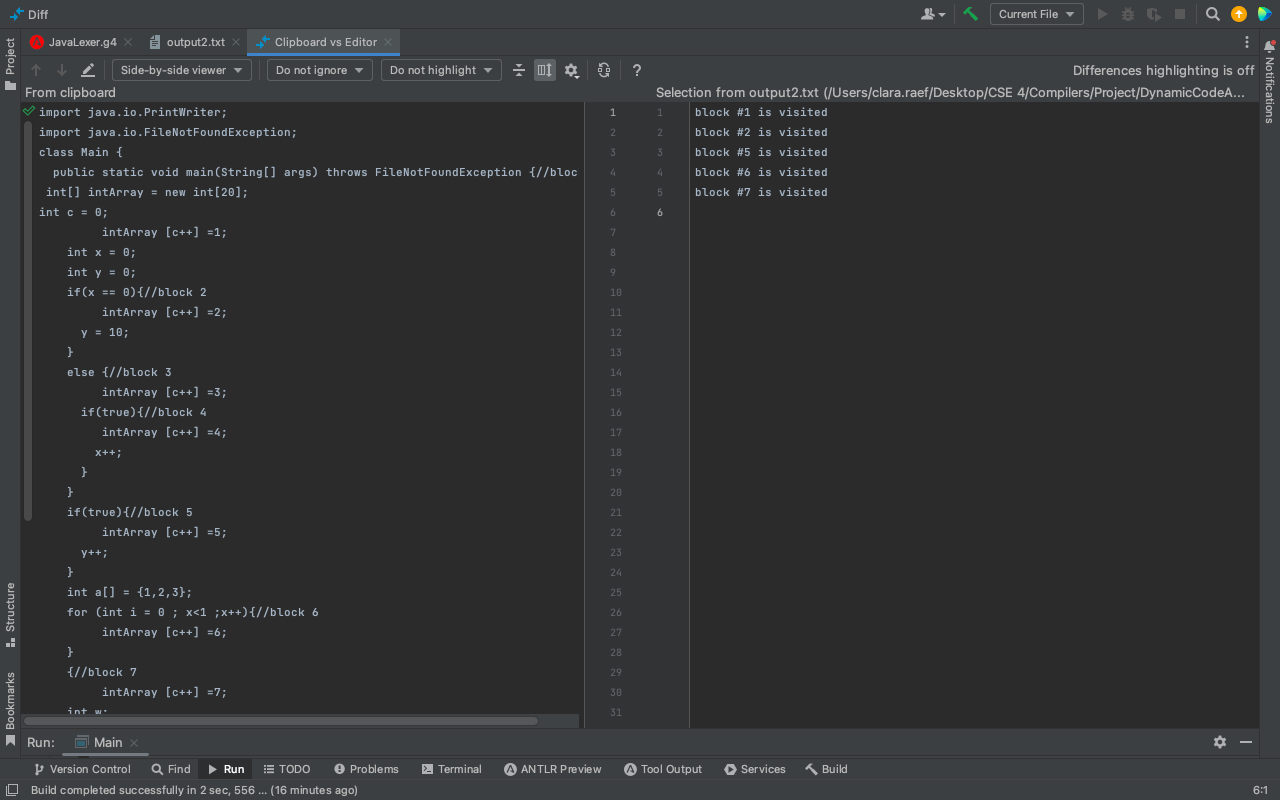 Diff
Current File
JavaLexer.g4
output2.txt
Clipboard vs Editor
Side-by-side viewer
Do not ignore
Do not highlight
?
Differences highlighting is off
From clipboard
Selection from output2.txt (/Users/clara.raef/Desktop/CSE 4/Compilers/Project/DynamicCodeA...
import java.io.PrintWriter;
import java.io.FileNotFoundException;
class Main {
public static void main(String[] args) throws FileNotFoundException {//bloc
int[] intArray = new int[20];
int c = 0;
intArray [c++] =1;
int x = 0;
int y = 0;
if(x == 0){//block 2
intArray [c++] =2;
y = 10;
}
else {//block 3
intArray [c++] =3;
if(true){//block 4
intArray [c++] =4;
x++;
}
}
if(true){//block 5
intArray [c++] =5;
y++;
}
int a[] = {1,2,3};
for (int i = 0 ; x<1 ;x++){//block 6
intArray [c++] =6;
}
{//block 7
intArray [c++] =7;
int w;
1
2
3
4
5
6
7
8
9
10
11
12
13
14
15
16
17
18
19
20
21
22
23
24
25
26
27
28
29
30
31
1 block #1 is visited
2 block #2 is visited
3 block #5 is visited
4 block #6 is visited
5 block #7 is visited
6
Project
Structure
Bookmarks
Notifications
Run:
Main
Version Control
Find
Run
TODO
Problems
Terminal
ANTLR Preview
Tool Output
Services
Build
Build completed successfully in 2 sec, 556 ... (16 minutes ago)
6:1